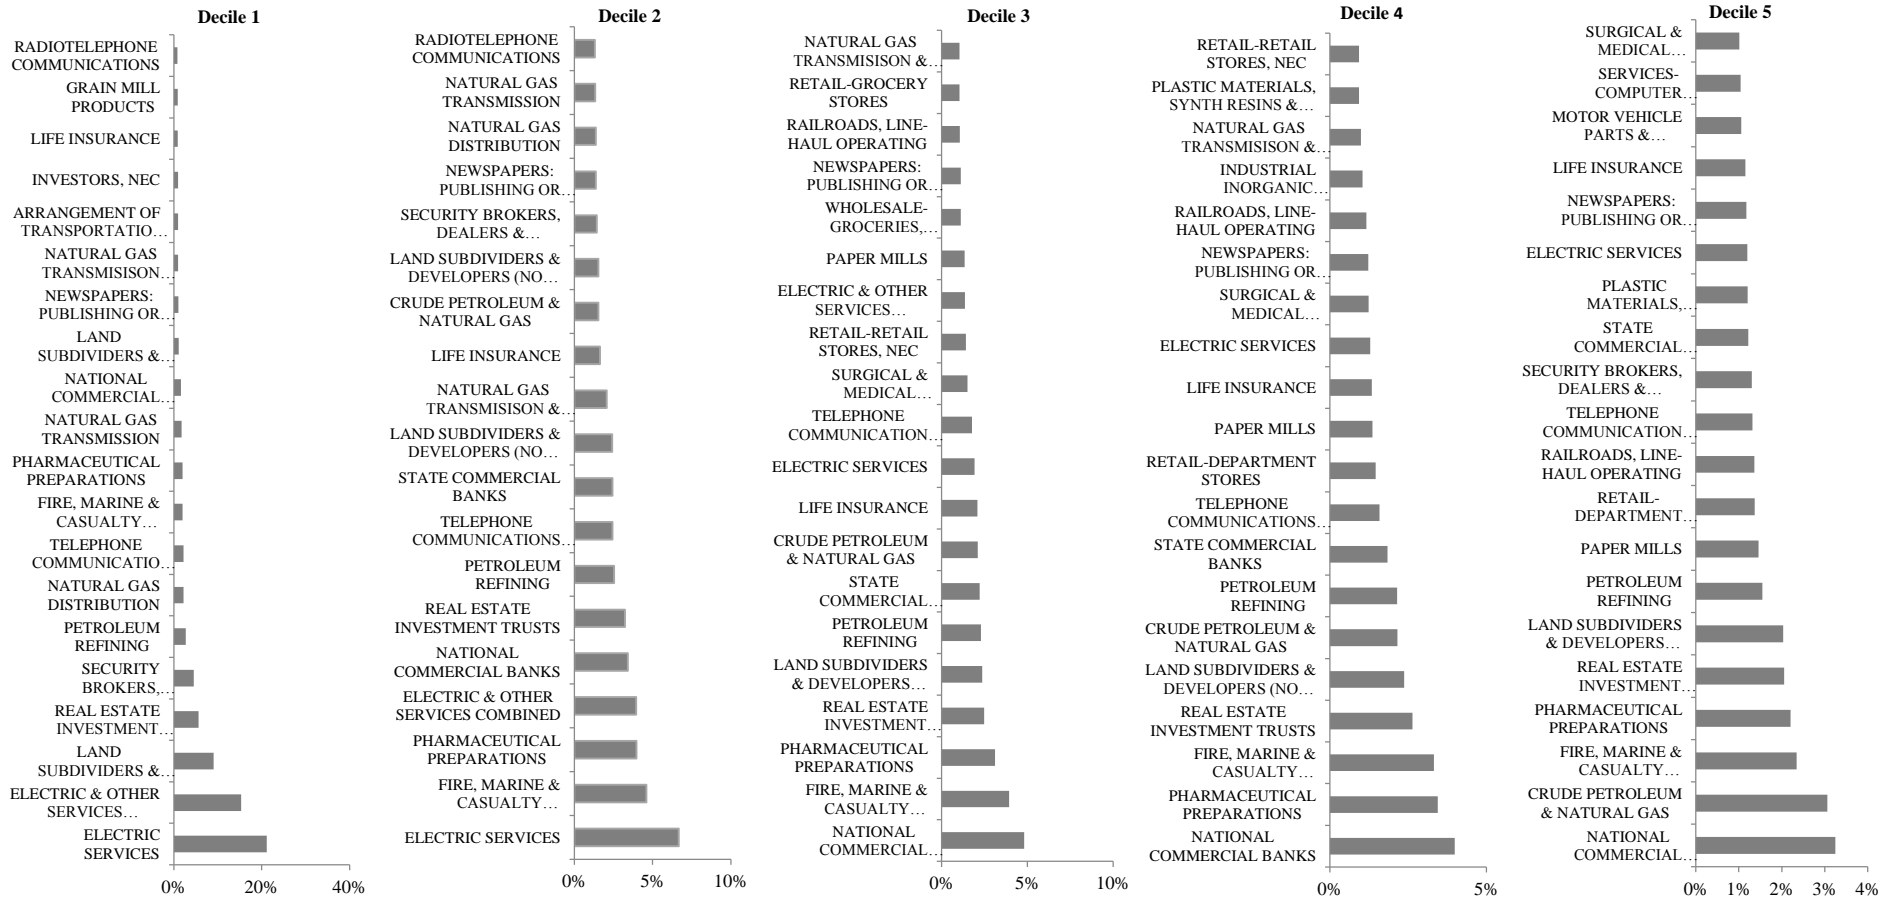 Decile 1
RADIOTELEPHONE
COMMUNICATIONS
GRAIN MILL
PRODUCTS
LIFE INSURANCE
INVESTORS, NEC
ARRANGEMENT OF
TRANSPORTATIO…
NATURAL GAS
TRANSMISISON…
NEWSPAPERS:
PUBLISHING OR…
LAND
SUBDIVIDERS &…
NATIONAL
COMMERCIAL…
NATURAL GAS
TRANSMISSION
PHARMACEUTICAL
PREPARATIONS
FIRE, MARINE &
CASUALTY…
TELEPHONE
COMMUNICATIO…
NATURAL GAS
DISTRIBUTION
PETROLEUM
REFINING
SECURITY
BROKERS,…
REAL ESTATE
INVESTMENT…
LAND
SUBDIVIDERS &…
ELECTRIC & OTHER
SERVICES…
ELECTRIC
SERVICES
0% 20% 40%
Decile 2
RADIOTELEPHONE
COMMUNICATIONS
NATURAL GAS
TRANSMISSION
NATURAL GAS
DISTRIBUTION
NEWSPAPERS:
PUBLISHING OR…
SECURITY BROKERS,
DEALERS &…
LAND SUBDIVIDERS &
DEVELOPERS (NO…
CRUDE PETROLEUM &
NATURAL GAS
LIFE INSURANCE
NATURAL GAS
TRANSMISISON &…
LAND SUBDIVIDERS &
DEVELOPERS (NO…
STATE COMMERCIAL
BANKS
TELEPHONE
COMMUNICATIONS…
PETROLEUM
REFINING
REAL ESTATE
INVESTMENT TRUSTS
NATIONAL
COMMERCIAL BANKS
ELECTRIC & OTHER
SERVICES COMBINED
PHARMACEUTICAL
PREPARATIONS
FIRE, MARINE &
CASUALTY…
ELECTRIC SERVICES
0% 5% 10%
Decile 3
NATURAL GAS
TRANSMISISON &…
RETAIL-GROCERY
STORES
RAILROADS, LINE-
HAUL OPERATING
NEWSPAPERS:
PUBLISHING OR…
WHOLESALE-
GROCERIES,…
PAPER MILLS
ELECTRIC & OTHER
SERVICES…
RETAIL-RETAIL
STORES, NEC
SURGICAL &
MEDICAL…
TELEPHONE
COMMUNICATION…
ELECTRIC SERVICES
LIFE INSURANCE
CRUDE PETROLEUM
& NATURAL GAS
STATE
COMMERCIAL…
PETROLEUM
REFINING
LAND SUBDIVIDERS
& DEVELOPERS…
REAL ESTATE
INVESTMENT…
PHARMACEUTICAL
PREPARATIONS
FIRE, MARINE &
CASUALTY…
NATIONAL
COMMERCIAL…
0% 5% 10%
Decile 4
RETAIL-RETAIL
STORES, NEC
PLASTIC MATERIALS,
SYNTH RESINS &…
NATURAL GAS
TRANSMISISON &…
INDUSTRIAL
INORGANIC…
RAILROADS, LINE-
HAUL OPERATING
NEWSPAPERS:
PUBLISHING OR…
SURGICAL &
MEDICAL…
ELECTRIC SERVICES
LIFE INSURANCE
PAPER MILLS
RETAIL-DEPARTMENT
STORES
TELEPHONE
COMMUNICATIONS…
STATE COMMERCIAL
BANKS
PETROLEUM
REFINING
CRUDE PETROLEUM &
NATURAL GAS
LAND SUBDIVIDERS &
DEVELOPERS (NO…
REAL ESTATE
INVESTMENT TRUSTS
FIRE, MARINE &
CASUALTY…
PHARMACEUTICAL
PREPARATIONS
NATIONAL
COMMERCIAL BANKS
0% 5%
Decile 5
SURGICAL &
MEDICAL…
SERVICES-
COMPUTER…
MOTOR VEHICLE
PARTS &…
LIFE INSURANCE
NEWSPAPERS:
PUBLISHING OR…
ELECTRIC SERVICES
PLASTIC
MATERIALS,…
STATE
COMMERCIAL…
SECURITY BROKERS,
DEALERS &…
TELEPHONE
COMMUNICATION…
RAILROADS, LINE-
HAUL OPERATING
RETAIL-
DEPARTMENT…
PAPER MILLS
PETROLEUM
REFINING
LAND SUBDIVIDERS
& DEVELOPERS…
REAL ESTATE
INVESTMENT…
PHARMACEUTICAL
PREPARATIONS
FIRE, MARINE &
CASUALTY…
CRUDE PETROLEUM
& NATURAL GAS
NATIONAL
COMMERCIAL…
0% 1% 2% 3% 4%